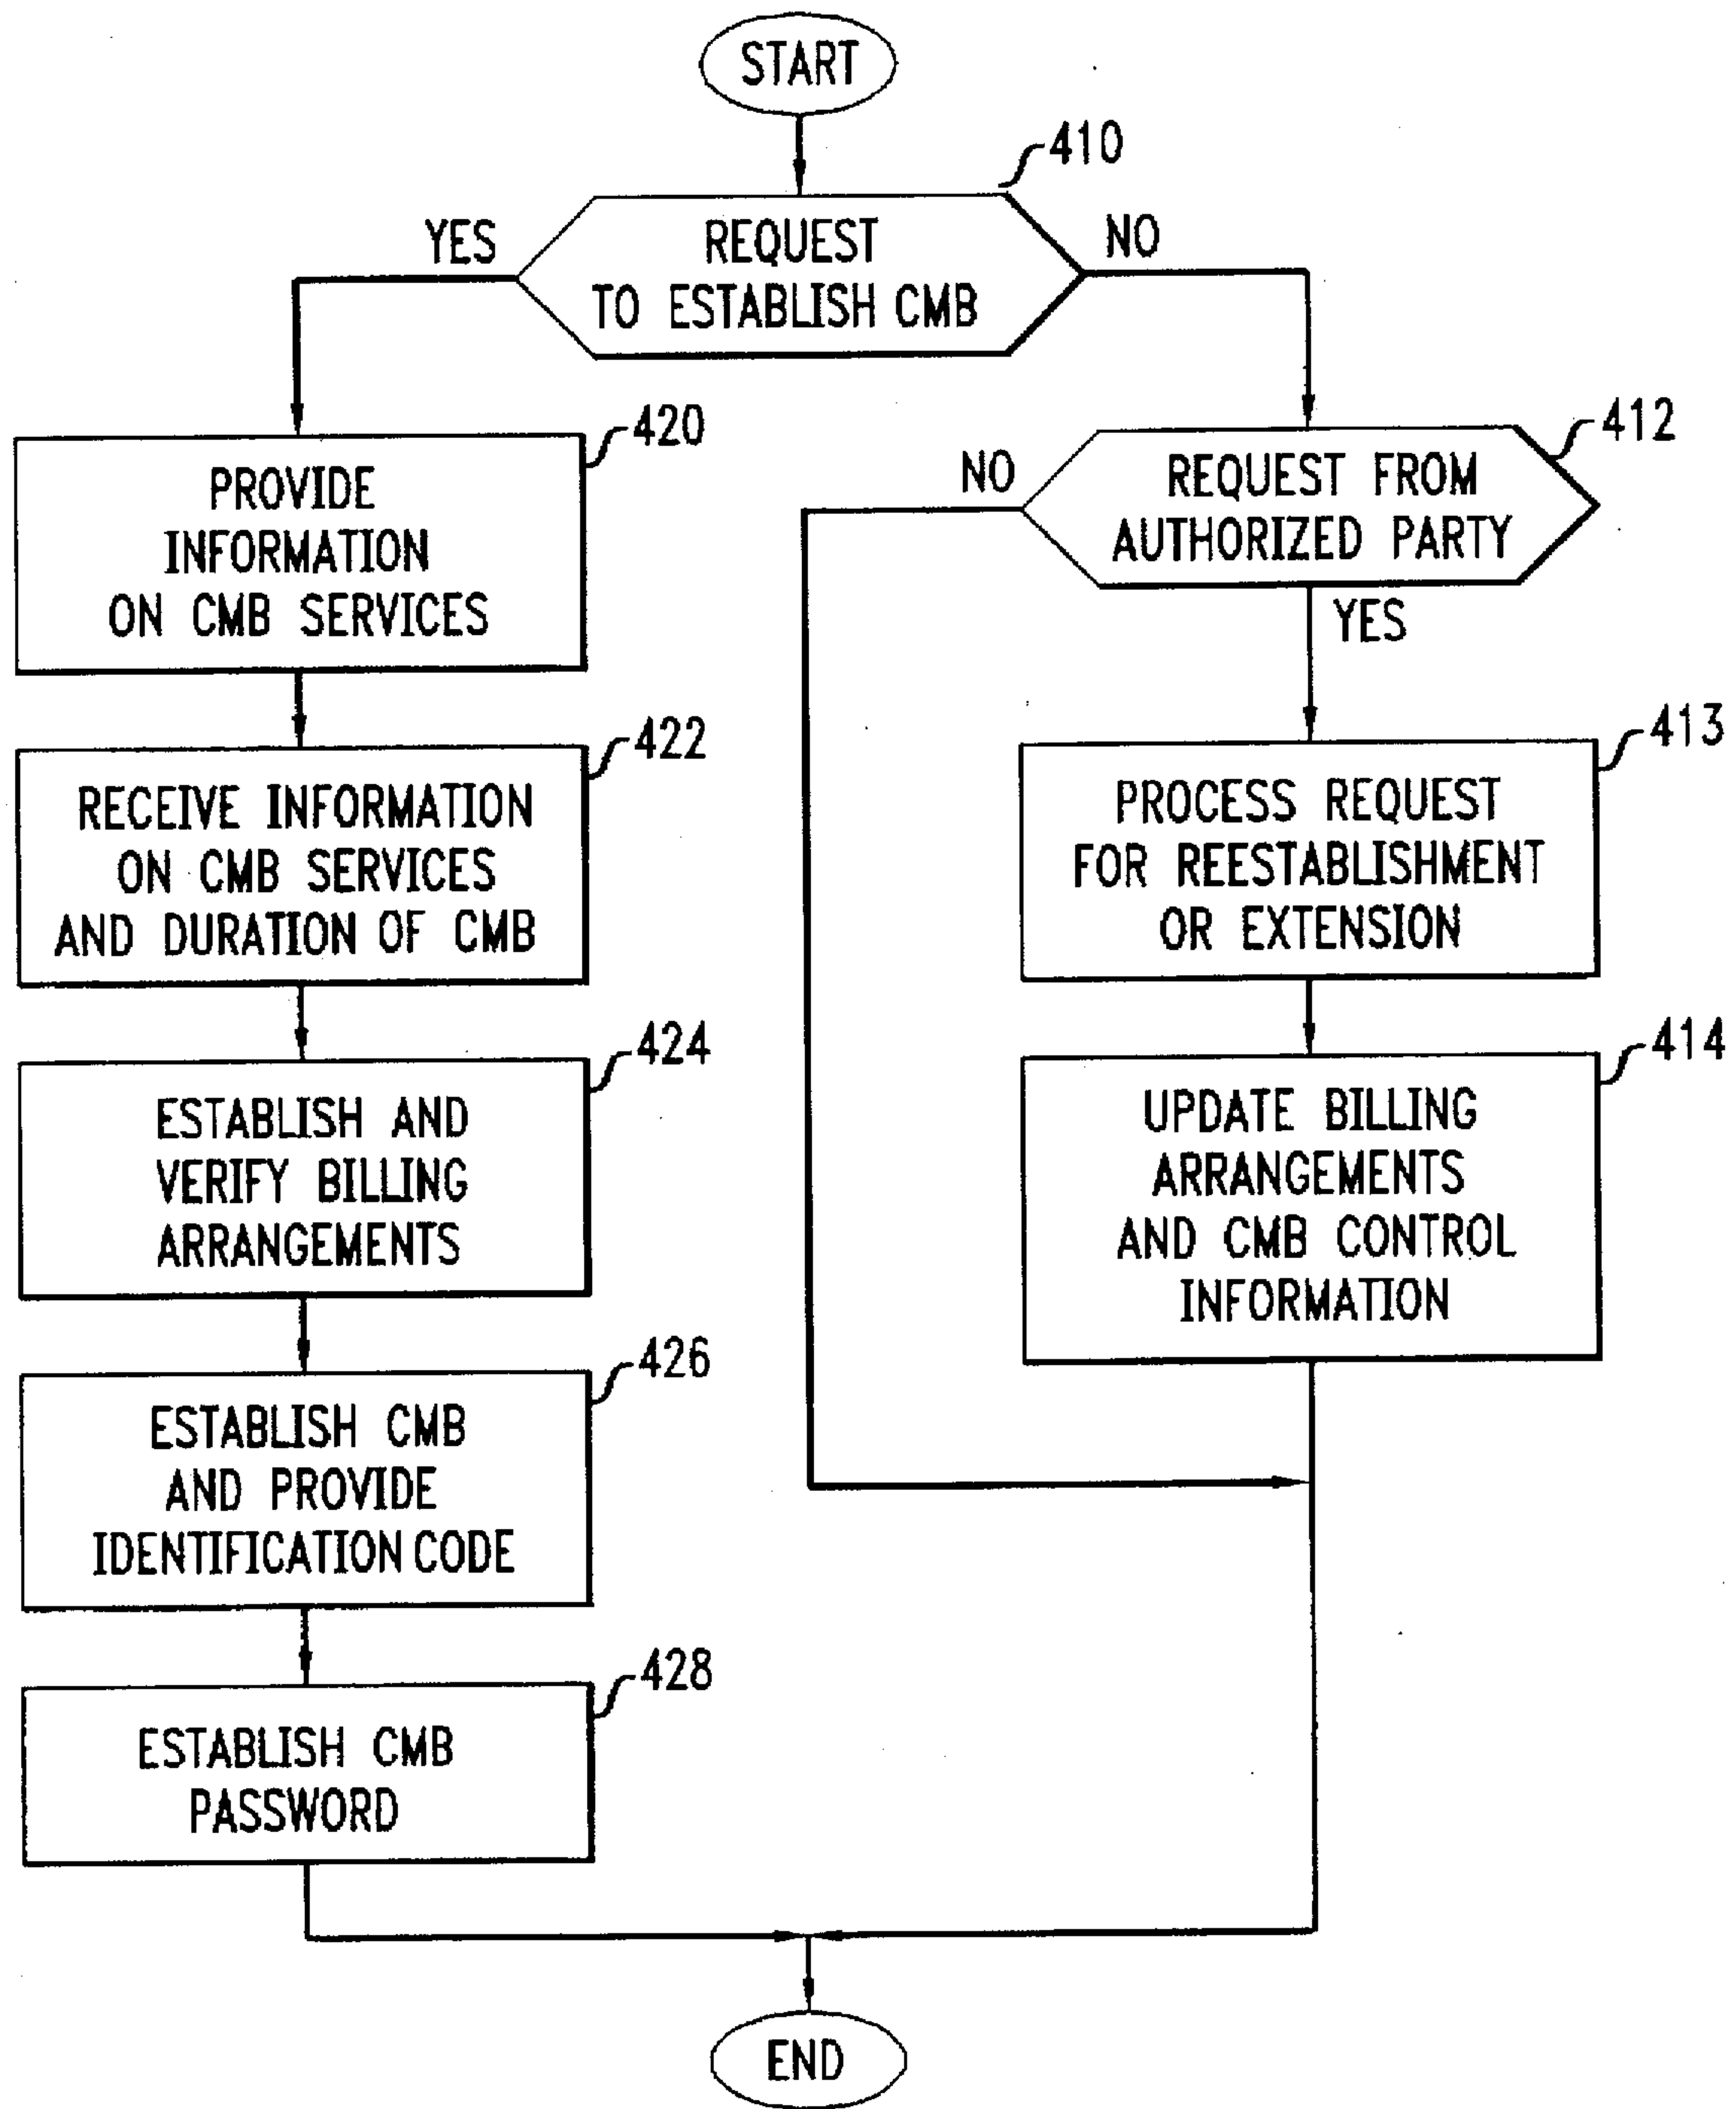 START
410
YES
REQUEST
TO ESTABLISH CMB
NO
420
PROVIDE
INFORMATION
ON CMB SERVICES
412
NO
REQUEST FROM
AUTHORIZED PARTY
YES
422
RECEIVE INFORMATION
ON CMB SERVICES
AND DURATION OF CMB
413
PROCESS REQUEST
FOR REESTABLISHMENT
OR EXTENSION
424
ESTABLISH AND
VERIFY BILLING
ARRANGEMENTS
414
UPDATE BILLING
ARRANGEMENTS
AND CMB CONTROL
INFORMATION
426
ESTABLISH CMB
AND PROVIDE
IDENTIFICATION CODE
428
ESTABLISH CMB
PASSWORD
END